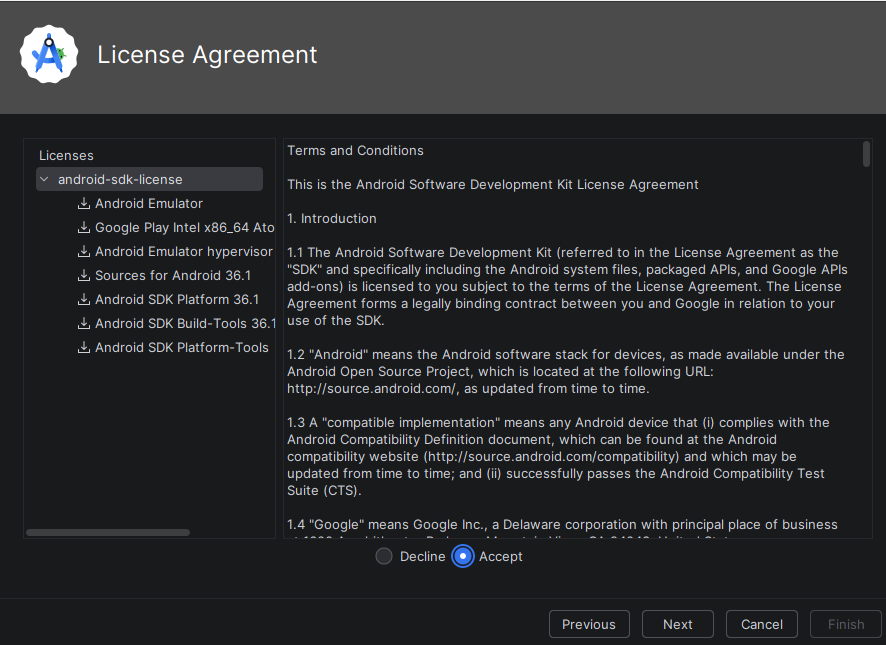 License Agreement
Licenses
android-sdk-license
Android Emulator
Google Play Intel x86_64 Ato
Android Emulator hypervisor
Sources for Android 36.1
Android SDK Platform 36.1
Android SDK Build-Tools 36.1
Android SDK Platform-Tools
Terms and Conditions
This is the Android Software Development Kit License Agreement
1. Introduction
1.1 The Android Software Development Kit (referred to in the License Agreement as the
"SDK" and specifically including the Android system files, packaged APIs, and Google APIs
add-ons) is licensed to you subject to the terms of the License Agreement. The License
Agreement forms a legally binding contract between you and Google in relation to your
use of the SDK.
1.2 "Android" means the Android software stack for devices, as made available under the
Android Open Source Project, which is located at the following URL:
http://source.android.com/, as updated from time to time.
1.3 A "compatible implementation" means any Android device that (i) complies with the
Android Compatibility Definition document, which can be found at the Android
compatibility website (http://source.android.com/compatibility) and which may be
updated from time to time; and (ii) successfully passes the Android Compatibility Test
Suite (CTS).
1.4 "Google" means Google Inc., a Delaware corporation with principal place of business
Decline
Accept
Previous
Next
Cancel
Finish